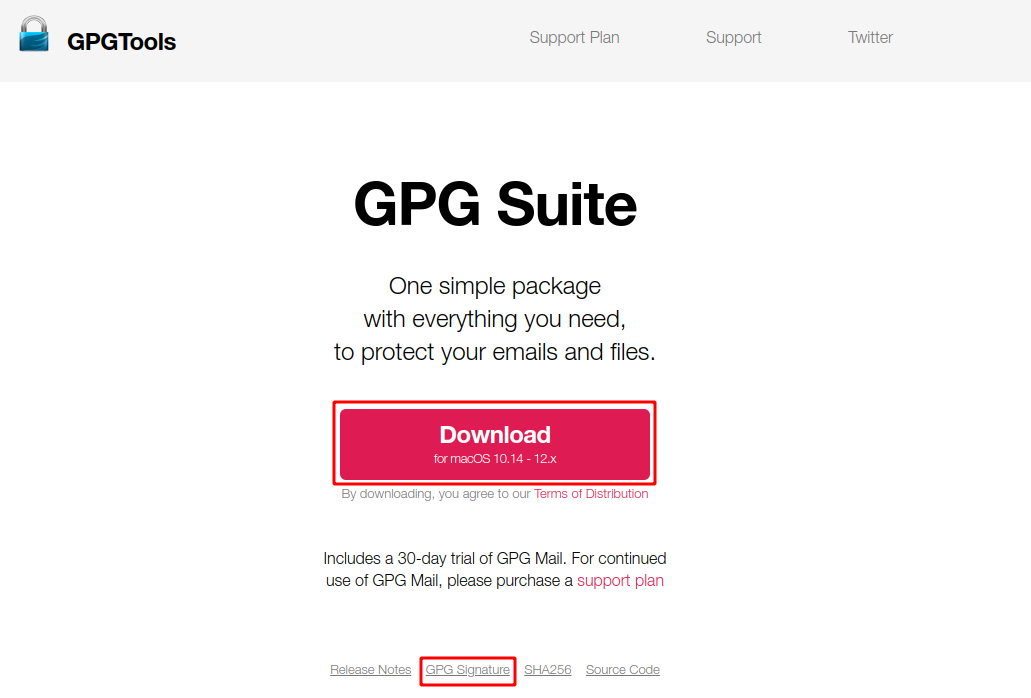 GPGTools
Support Plan
Support
Twitter
GPG Suite
One simple package
with everything you need,
to protect your emails and files.
Download
for macOS 10.14 - 12.x
By downloading, you agree to our Terms of Distribution
Includes a 30-day trial of GPG Mail. For continued
use of GPG Mail, please purchase a support plan
Release Notes GPG Signature SHA256 Source Code